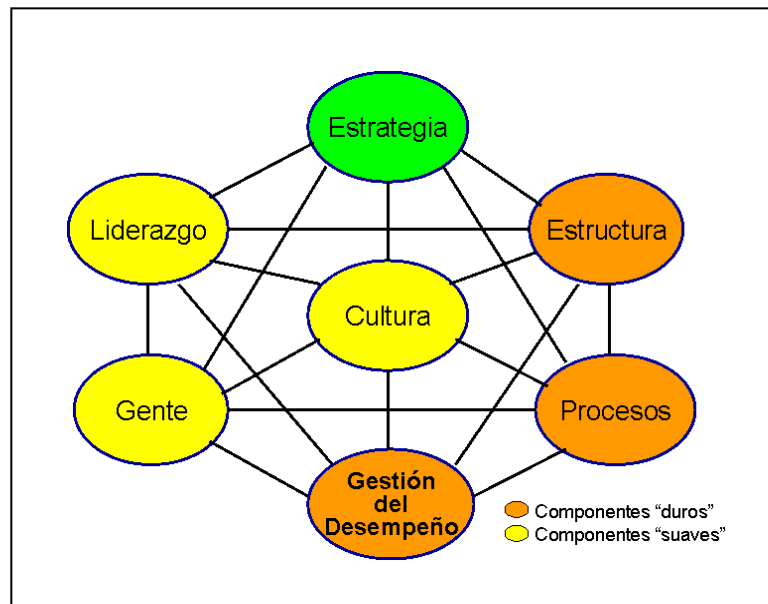 Estrategia
Liderazgo
Estructura
Cultura
Gente
Procesos
Gestión
del
Desempeño
Componentes “duros”
Componentes “suaves”